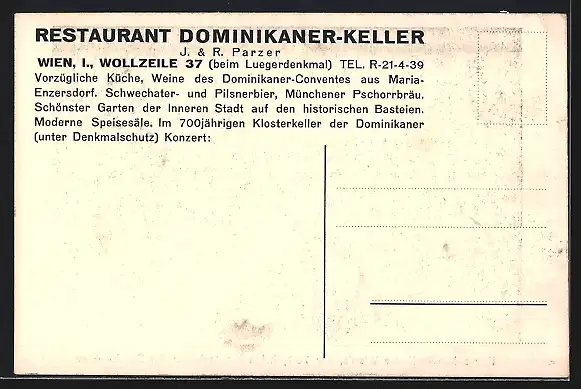 RESTAURANT DOMINIKANER-KELLER
J. & R. Parzer
WIEN, I., WOLLZEILE 37 (beim Luegerdenkmal) TEL. R-21-4-39
Vorzügliche Küche, Weine des Dominikaner-Conventes aus Maria-
Enzersdorf. Schwechater- und Pilsnerbier, Münchener Pschorrbräu.
Schönster Garten der Inneren Stadt auf den historischen Basteien.
Moderne Speisesäle. Im 700jährigen Klosterkeller der Dominikaner
(unter Denkmalschutz) Konzert: